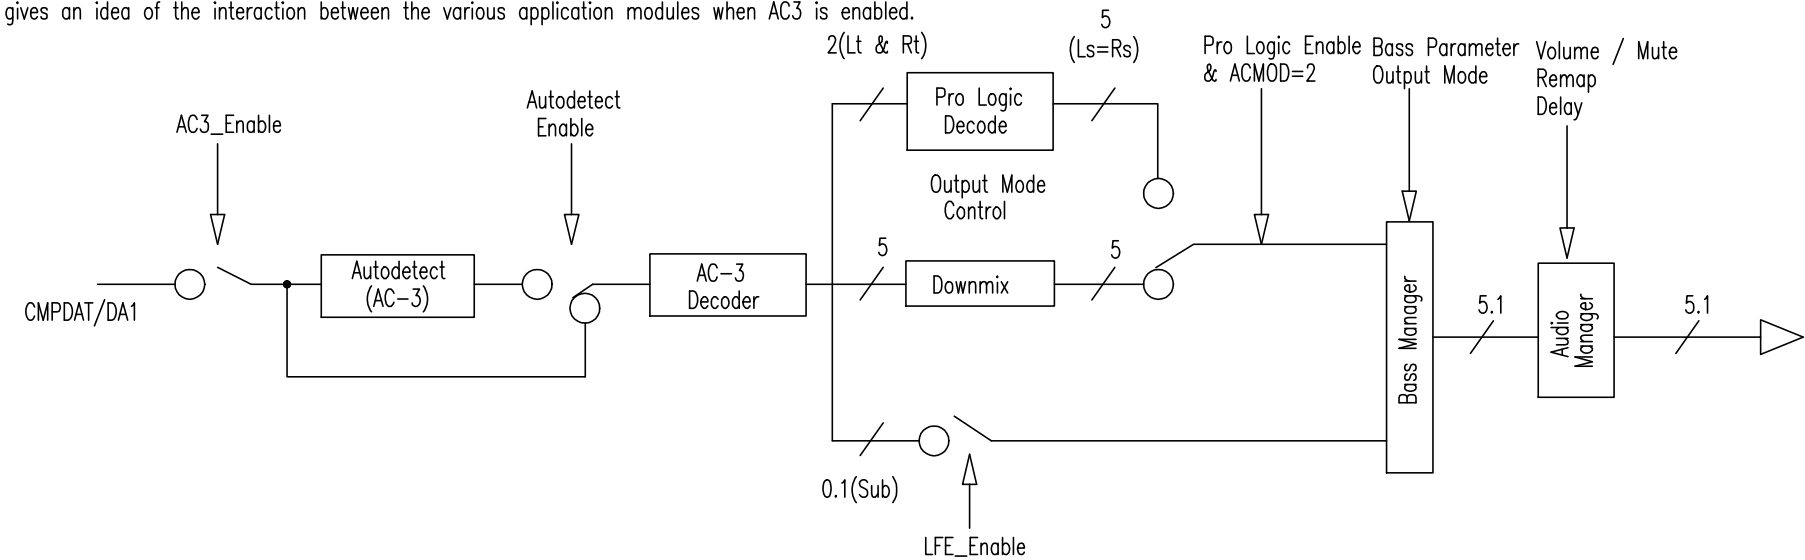 gives an idea of the interaction between the various application modules when AC3 is enabled.
2(Lt & Rt)
5
(Ls=Rs)
Pro Logic Enable
& ACMOD=2
Bass Parameter
Output Mode
Volume / Mute
Remap
Delay
AC3_Enable
Autodetect
Enable
Pro Logic
Decode
Output Mode
Control
CMPDAT/DA1
Autodetect
(AC-3)
AC-3
Decoder
5
Downmix
5
Bass Manager
5.1
Audio
Manager
5.1
0.1(Sub)
LFE_Enable